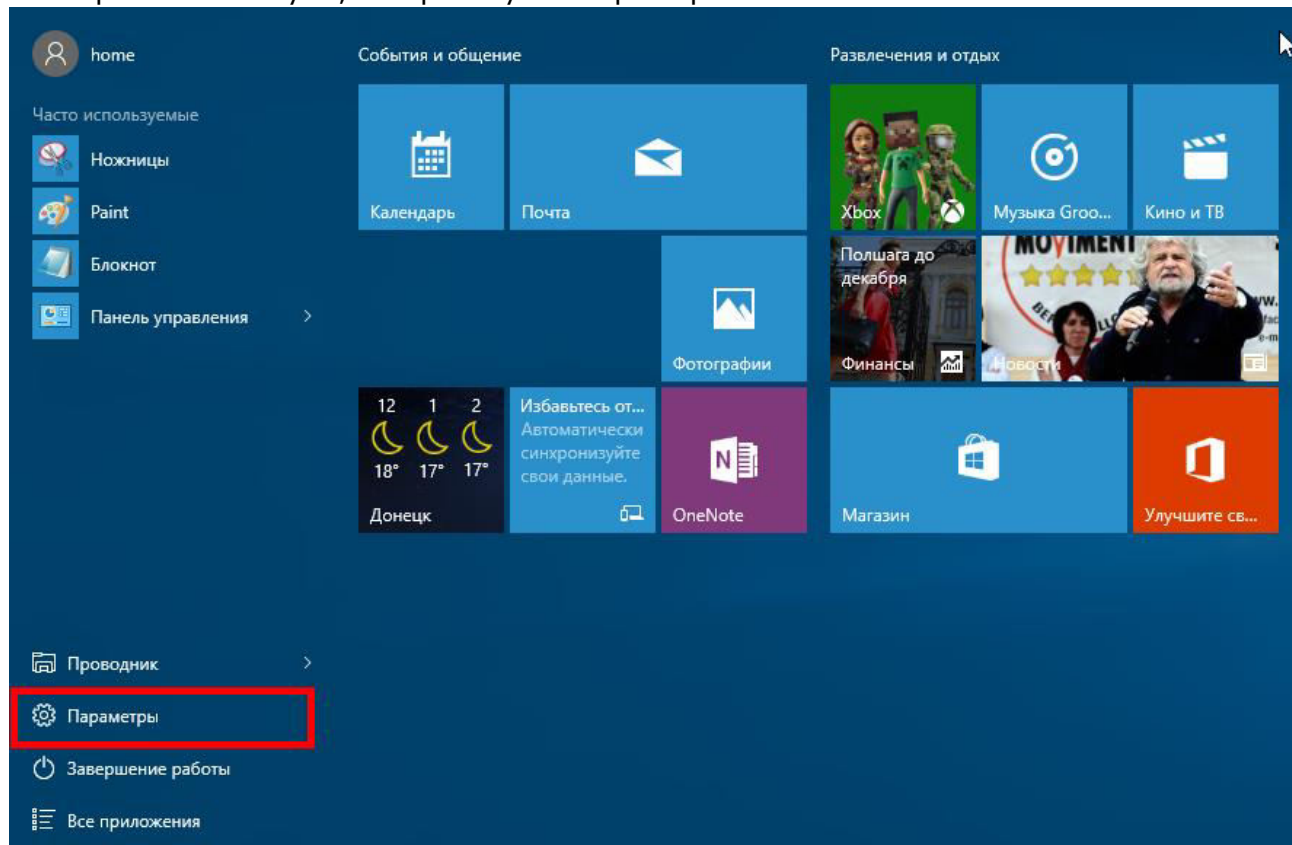 home
Часто используемые
Ножницы
Paint
Блокнот
Панель управления
Проводник
Параметры
Завершение работы
Все приложения
События и общение
Календарь
Почта
Фотографии
12 1 2
18° 17° 17°
Донецк
Избавьтесь от...
Автоматически
синхронизуйте
свои данные.
OneNote
Развлечения и отдых
Xbox
Музыка Groo...
Кино и ТВ
Полшага до
декабря
Финансы
MOVIMEN
Новости
Магазин
Улучшите св...